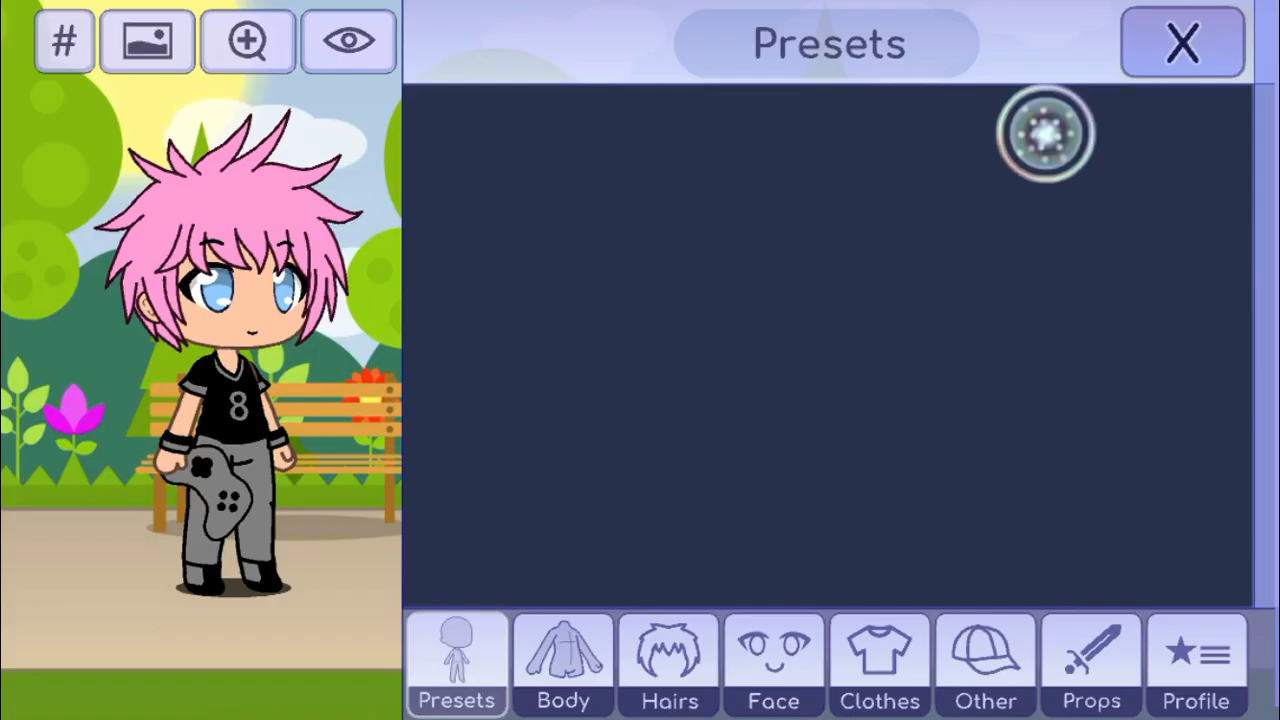 #
Presets
X
8
Presets
Body
Hairs
Face
Clothes
Other
Props
Profile